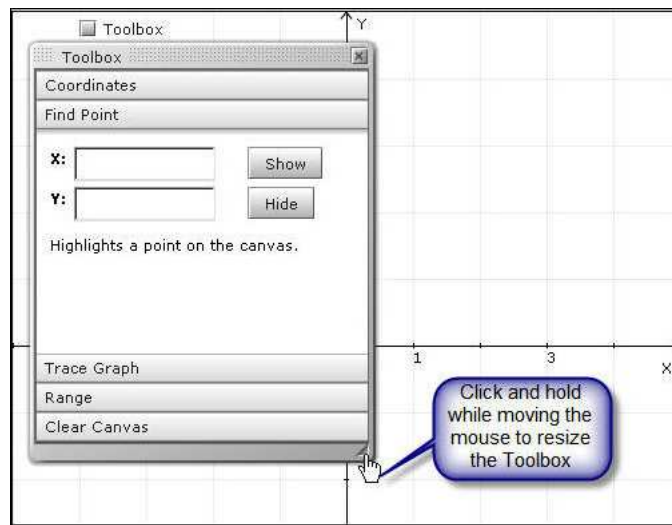 Toolbox
Y
Toolbox
Coordinates
Find Point
X:
Show
Y:
Hide
Highlights a point on the canvas.
Trace Graph
Range
Clear Canvas
1
3
X
Click and hold
while moving the
mouse to resize
the Toolbox